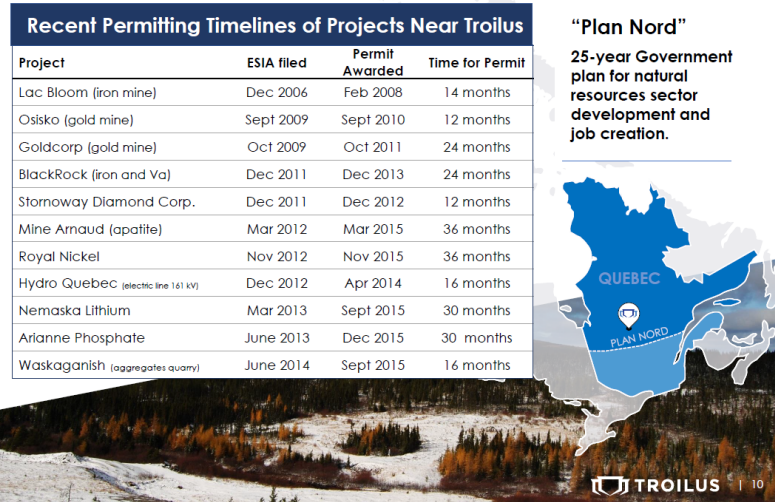 Recent Permitting Timelines of Projects Near Troilus
Project ESIA filed Permit Awarded Time for Permit
Lac Bloom (iron mine) Dec 2006 Feb 2008 14 months
Osisko (gold mine) Sept 2009 Sept 2010 12 months
Goldcorp (gold mine) Oct 2009 Oct 2011 24 months
BlackRock (iron and Va) Dec 2011 Dec 2013 24 months
Stornoway Diamond Corp. Dec 2011 Dec 2012 12 months
Mine Arnaud (apatite) Mar 2012 Mar 2015 36 months
Royal Nickel Nov 2012 Nov 2015 36 months
Hydro Quebec (electric line 161 kV) Dec 2012 Apr 2014 16 months
Nemaska Lithium Mar 2013 Sept 2015 30 months
Arianne Phosphate June 2013 Dec 2015 30 months
Waskaganish (aggregates quarry) June 2014 Sept 2015 16 months
“Plan Nord”
25-year Government
plan for natural
resources sector
development and
job creation.
QUEBEC
PLAN NORD
TROILUS | 10